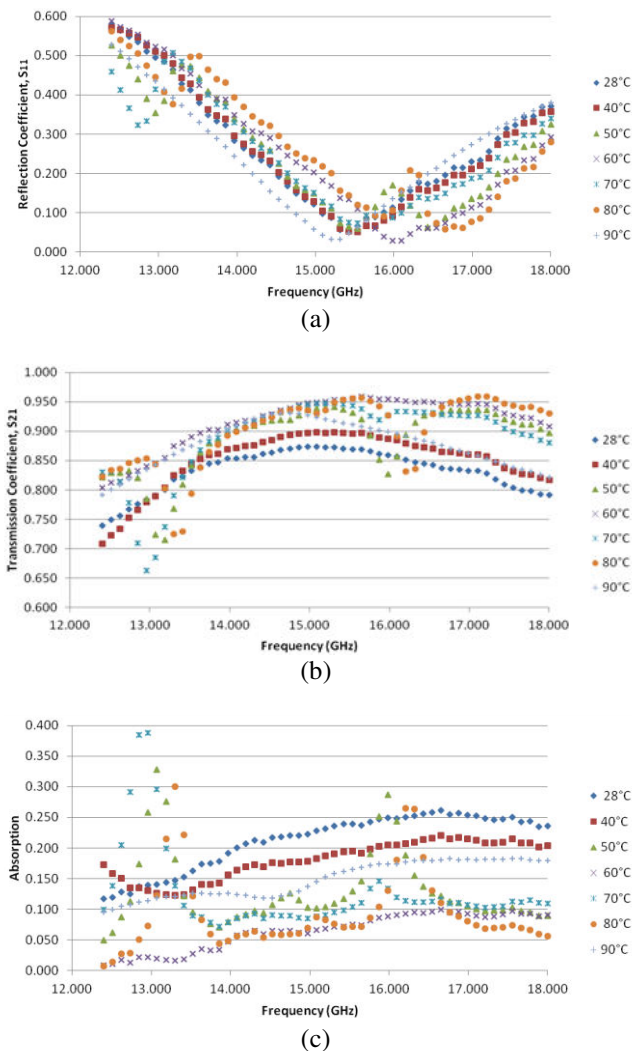 0.600
0.500
0.400
0.300
0.200
0.100
0.000
Reflection Coefficient, S11
12.000 13.000 14.000 15.000 16.000 17.000 18.000
Frequency (GHz)
28°C
40°C
50°C
60°C
70°C
80°C
90°C
(a)
1.000
0.950
0.900
0.850
0.800
0.750
0.700
0.650
0.600
Transmission Coefficient, S21
12.000 13.000 14.000 15.000 16.000 17.000 18.000
Frequency (GHz)
28°C
40°C
50°C
60°C
70°C
80°C
90°C
(b)
0.400
0.350
0.300
0.250
0.200
0.150
0.100
0.050
0.000
Absorption
12.000 13.000 14.000 15.000 16.000 17.000 18.000
Frequency (GHz)
28°C
40°C
50°C
60°C
70°C
80°C
90°C
(c)